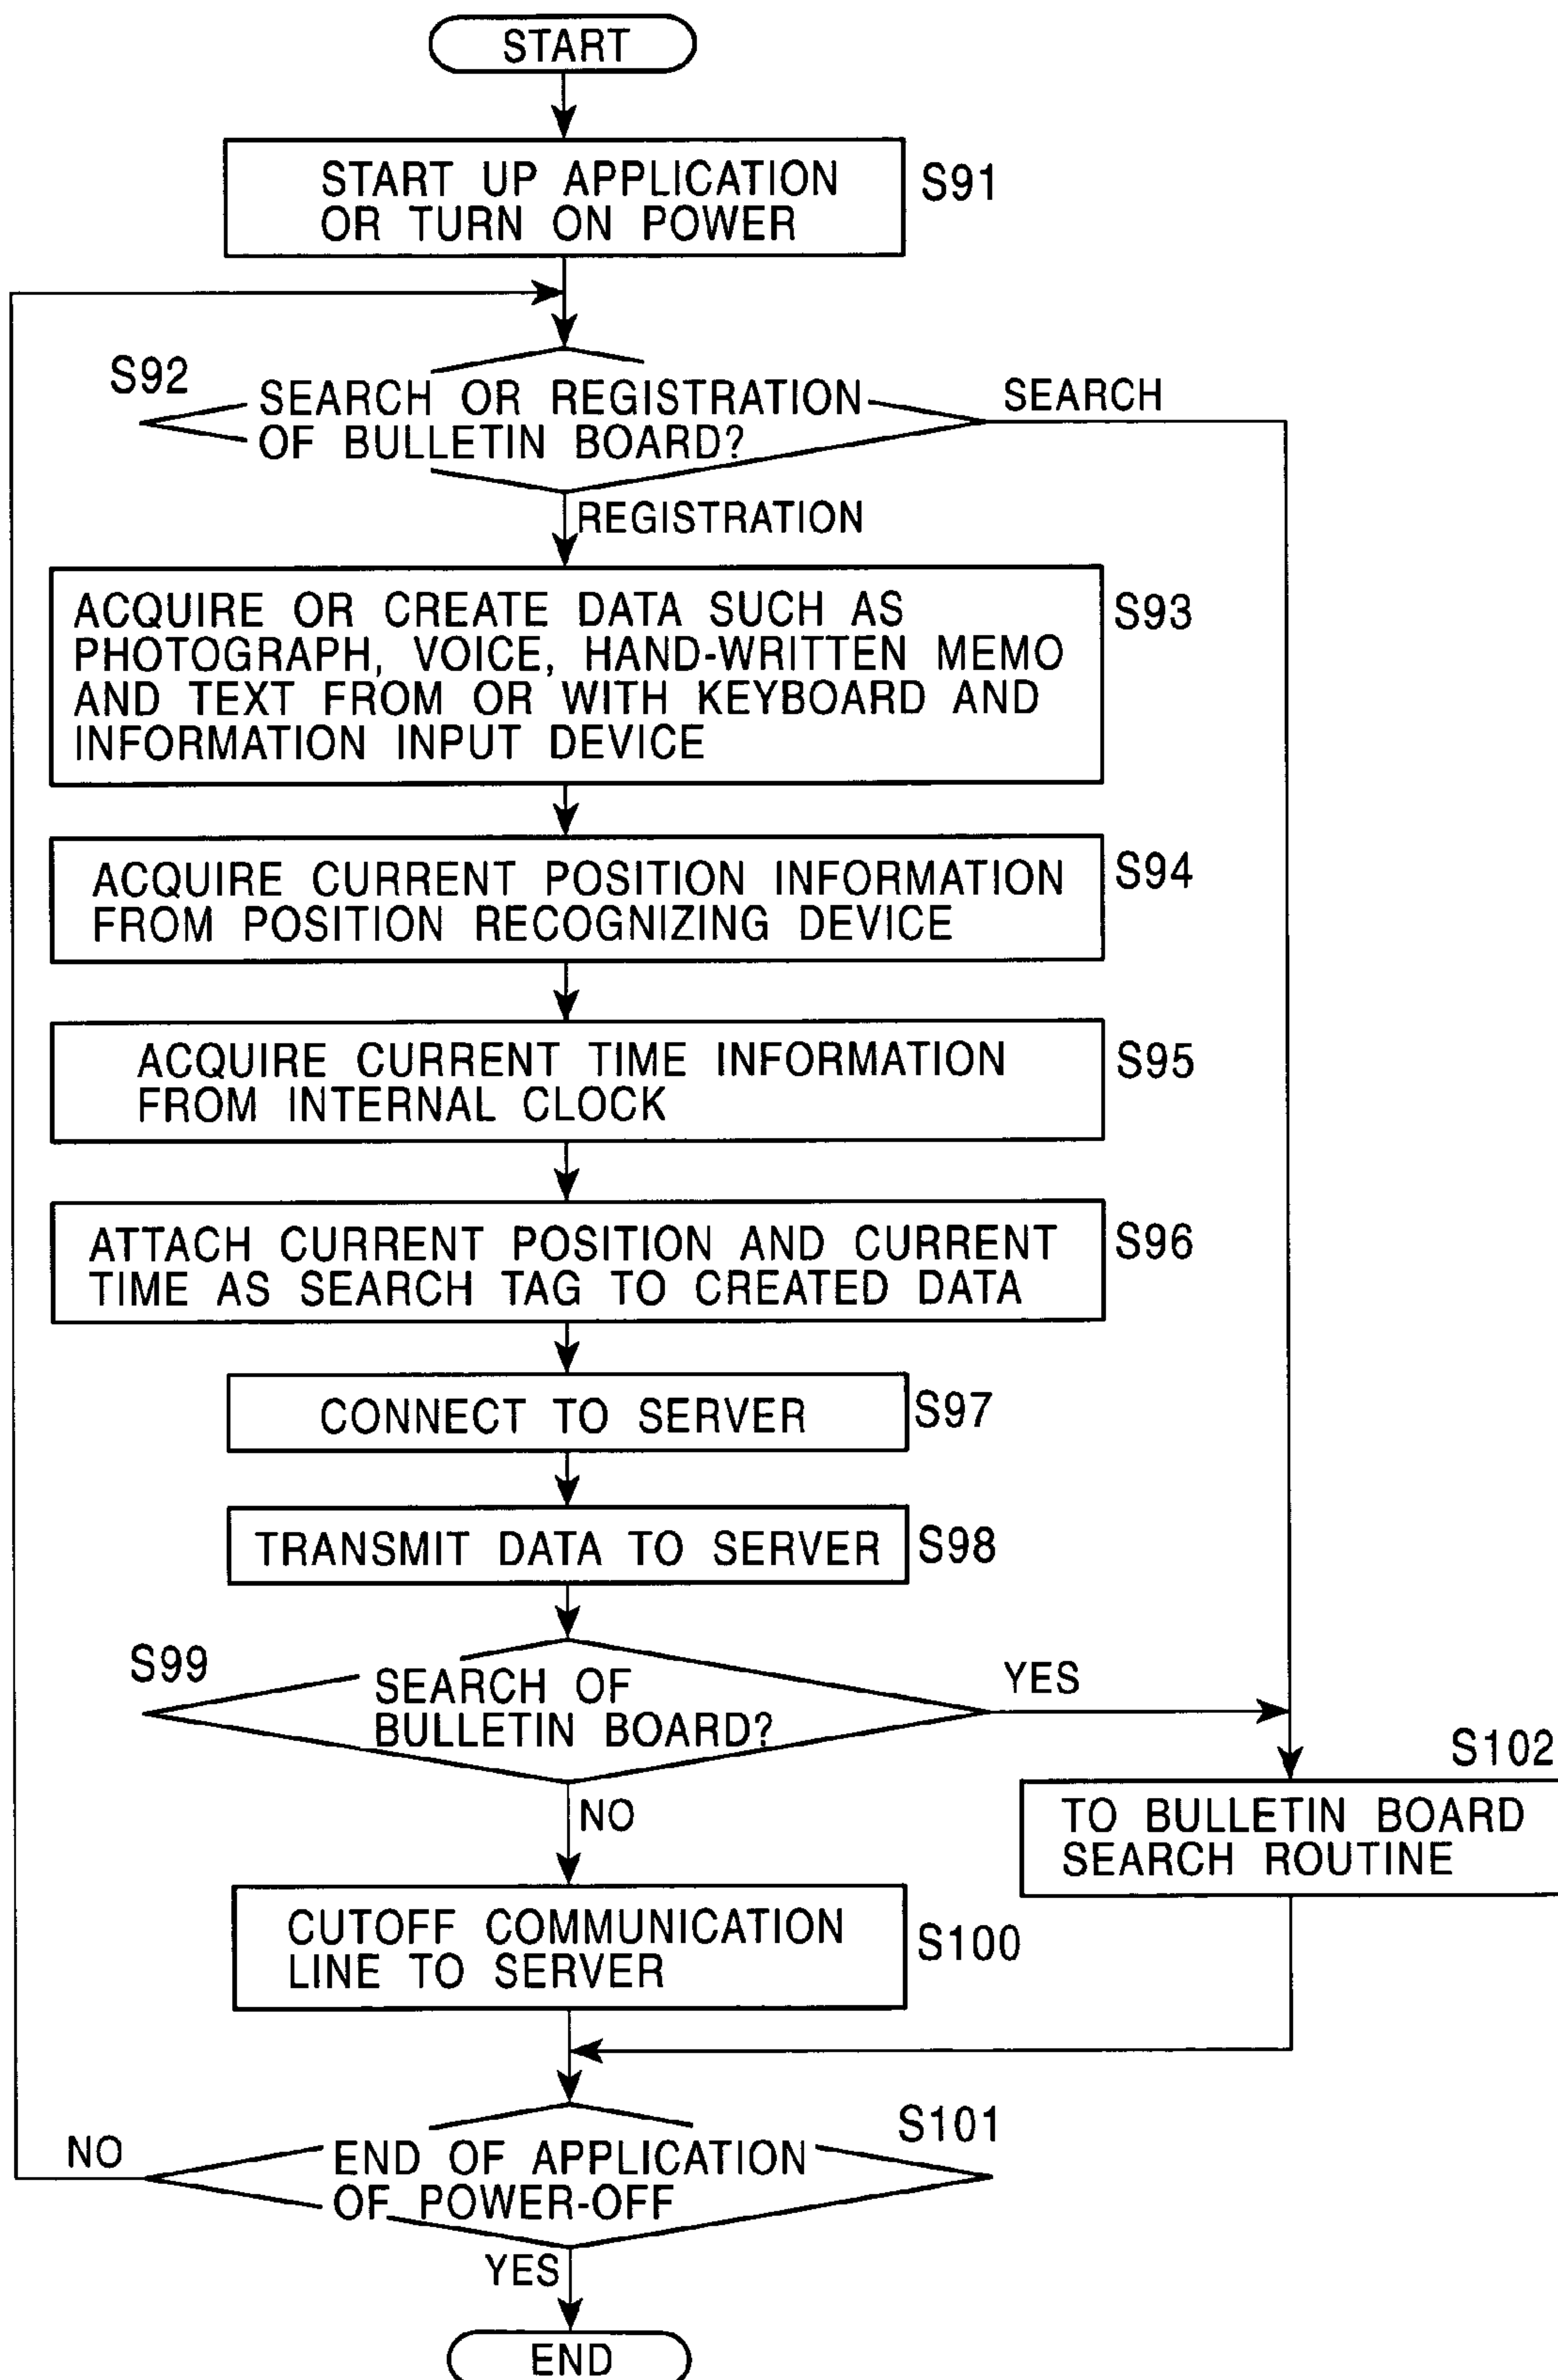 START
START UP APPLICATION
OR TURN ON POWER
S91
S92
SEARCH OR REGISTRATION
OF BULLETIN BOARD?
SEARCH
REGISTRATION
ACQUIRE OR CREATE DATA SUCH AS
PHOTOGRAPH, VOICE, HAND-WRITTEN MEMO
AND TEXT FROM OR WITH KEYBOARD AND
INFORMATION INPUT DEVICE
S93
ACQUIRE CURRENT POSITION INFORMATION
FROM POSITION RECOGNIZING DEVICE
S94
ACQUIRE CURRENT TIME INFORMATION
FROM INTERNAL CLOCK
S95
ATTACH CURRENT POSITION AND CURRENT
TIME AS SEARCH TAG TO CREATED DATA
S96
CONNECT TO SERVER
S97
TRANSMIT DATA TO SERVER
S98
S99
SEARCH OF
BULLETIN BOARD?
YES
NO
S102
TO BULLETIN BOARD
SEARCH ROUTINE
CUTOFF COMMUNICATION
LINE TO SERVER
S100
S101
NO
END OF APPLICATION
OF POWER-OFF
YES
END